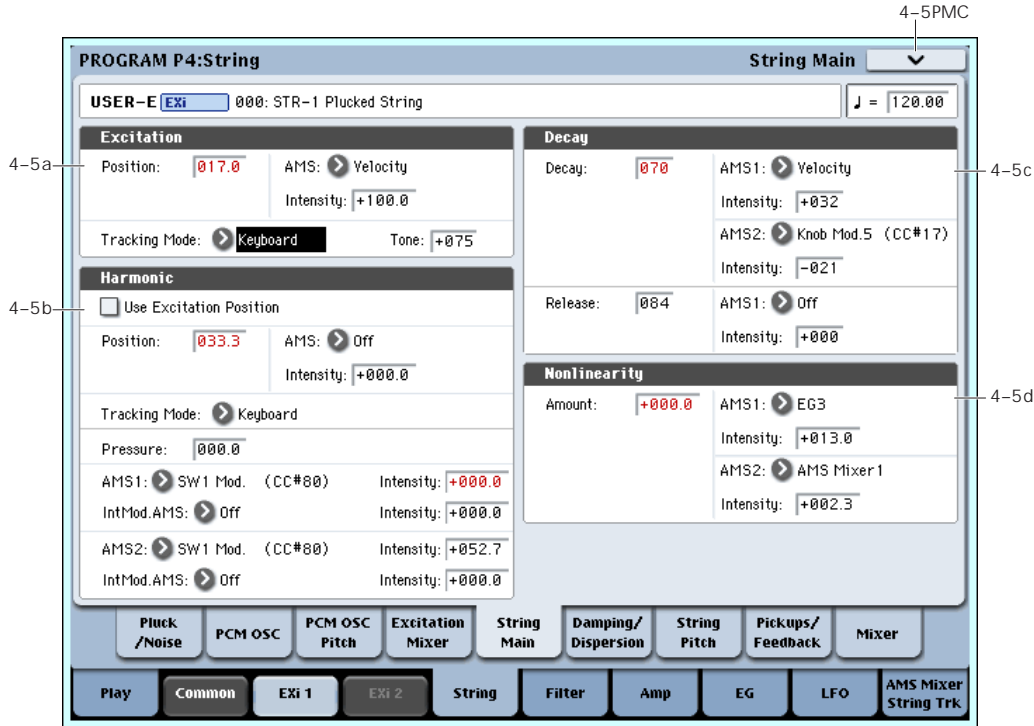 4-5PMC
PROGRAM P4:String
String Main
USER-E EXi 000: STR-1 Plucked String
♩ = 120.00
4-5a
Excitation
Position: 017.0 AMS: Velocity
Intensity: +100.0
Tracking Mode: Keyboard Tone: +075
4-5b
Harmonic
Use Excitation Position
Position: 033.3 AMS: Off
Intensity: +000.0
Tracking Mode: Keyboard
Pressure: 000.0
AMS1: SW1 Mod. (CC#80) Intensity: +000.0
IntMod.AMS: Off Intensity: +000.0
AMS2: SW1 Mod. (CC#80) Intensity: +052.7
IntMod.AMS: Off Intensity: +000.0
4-5c
Decay
Decay: 070 AMS1: Velocity
Intensity: +032
AMS2: Knob Mod.5 (CC#17)
Intensity: -021
Release: 084 AMS1: Off
Intensity: +000
4-5d
Nonlinearity
Amount: +000.0 AMS1: EG3
Intensity: +013.0
AMS2: AMS Mixer1
Intensity: +002.3
Pluck
/Noise
PCM OSC
PCM OSC
Pitch
Excitation
Mixer
String
Main
Damping/
Dispersion
String
Pitch
Pickups/
Feedback
Mixer
Play
Common
EXi 1
EXi 2
String
Filter
Amp
EG
LFO
AMS Mixer
String Trk